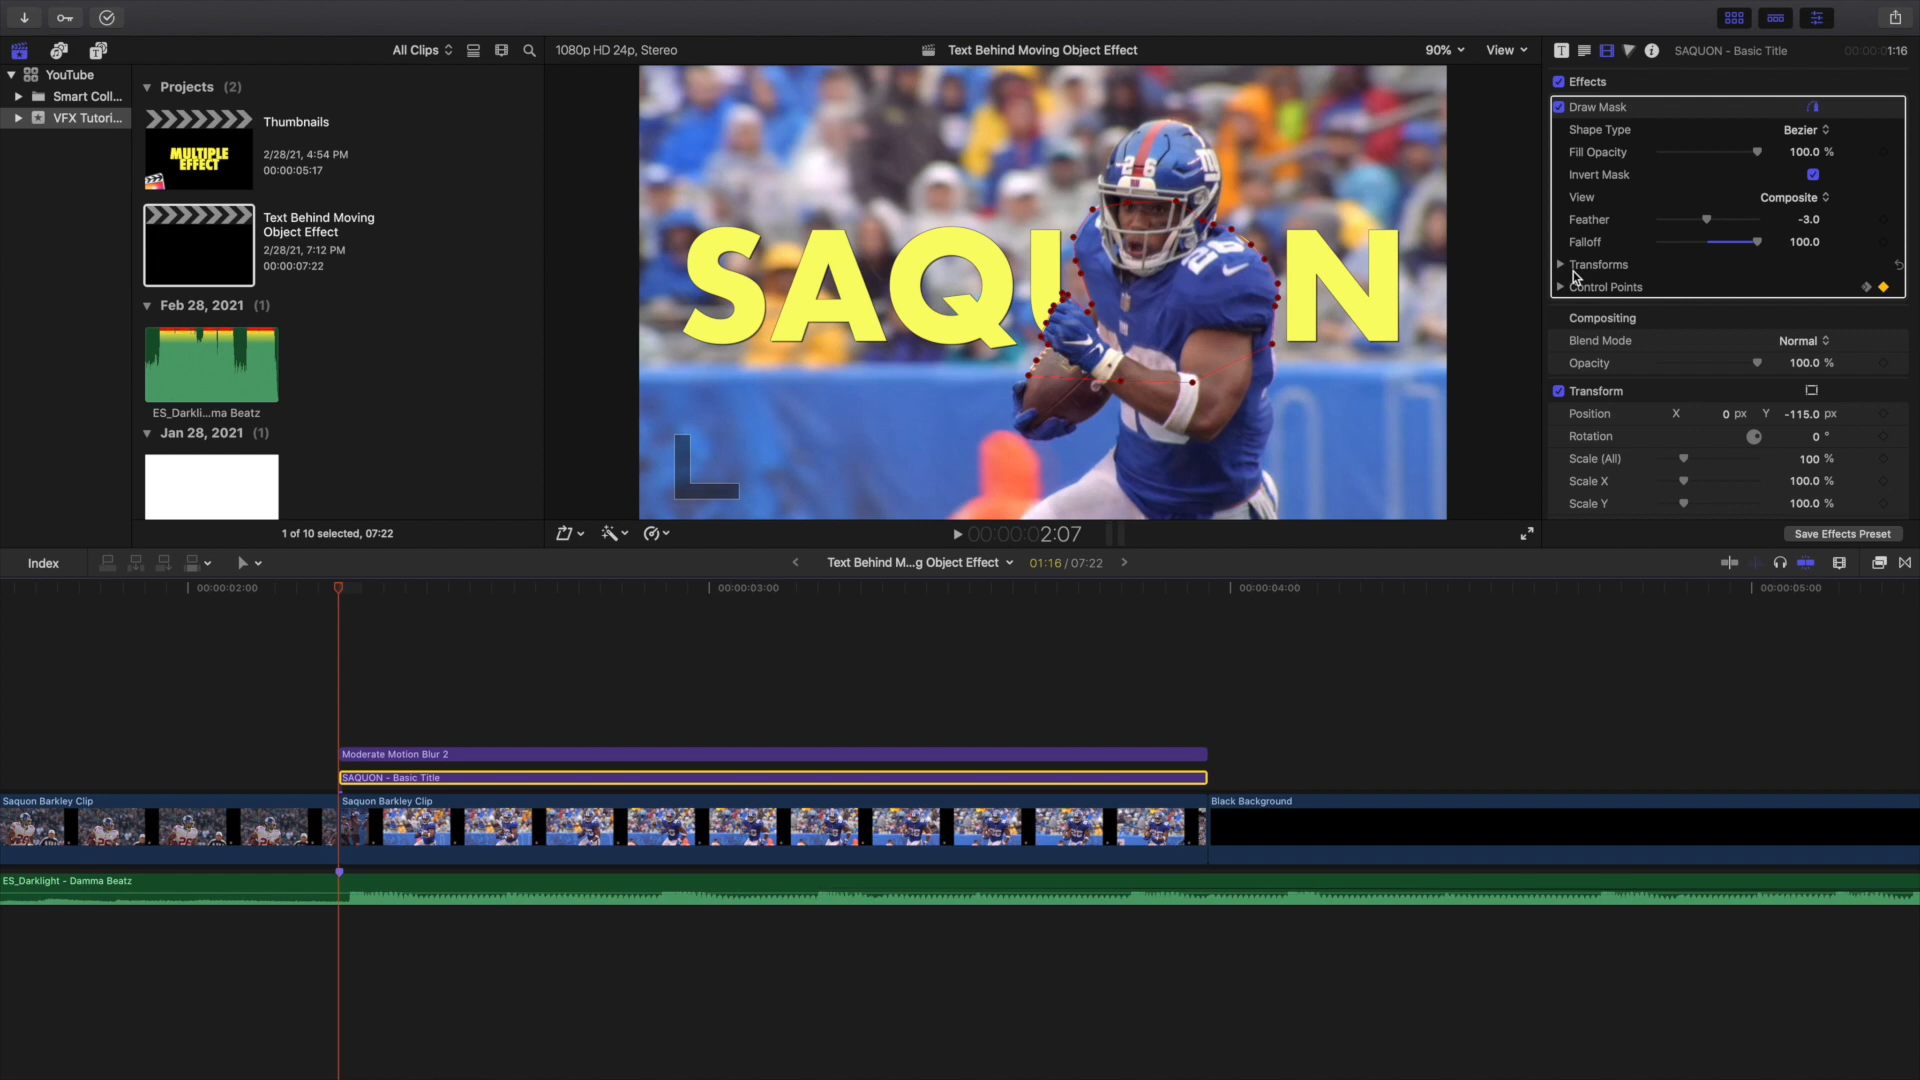 All Clips
1080p HD 24p, Stereo
Text Behind Moving Object Effect
90%
View
SAQUON - Basic Title
00:00:01:16
YouTube
Smart Coll...
VFX Tutori...
Projects (2)
Thumbnails
2/28/21, 4:54 PM
00:00:05:17
MULTIPLE
EFFECT
Text Behind Moving
Object Effect
2/28/21, 7:12 PM
00:00:07:22
Feb 28, 2021 (1)
ES_Darkli...ma Beatz
Jan 28, 2021 (1)
1 of 10 selected, 07:22
SAQUON
26
26
L
00:00:00:02:07
Effects
Draw Mask
Shape Type
Bezier
Fill Opacity
100.0 %
Invert Mask
View
Composite
Feather
-3.0
Falloff
100.0
Transforms
Control Points
Compositing
Blend Mode
Normal
Opacity
100.0 %
Transform
Position
X 0 px Y -115.0 px
Rotation
0 °
Scale (All)
100 %
Scale X
100.0 %
Scale Y
100.0 %
Save Effects Preset
Index
Text Behind M...g Object Effect
01:16 / 07:22
00:00:02:00
00:00:03:00
00:00:04:00
00:00:05:00
Moderate Motion Blur 2
SAQUON - Basic Title
Saquon Barkley Clip
Saquon Barkley Clip
Black Background
ES_Darklight - Damma Beatz